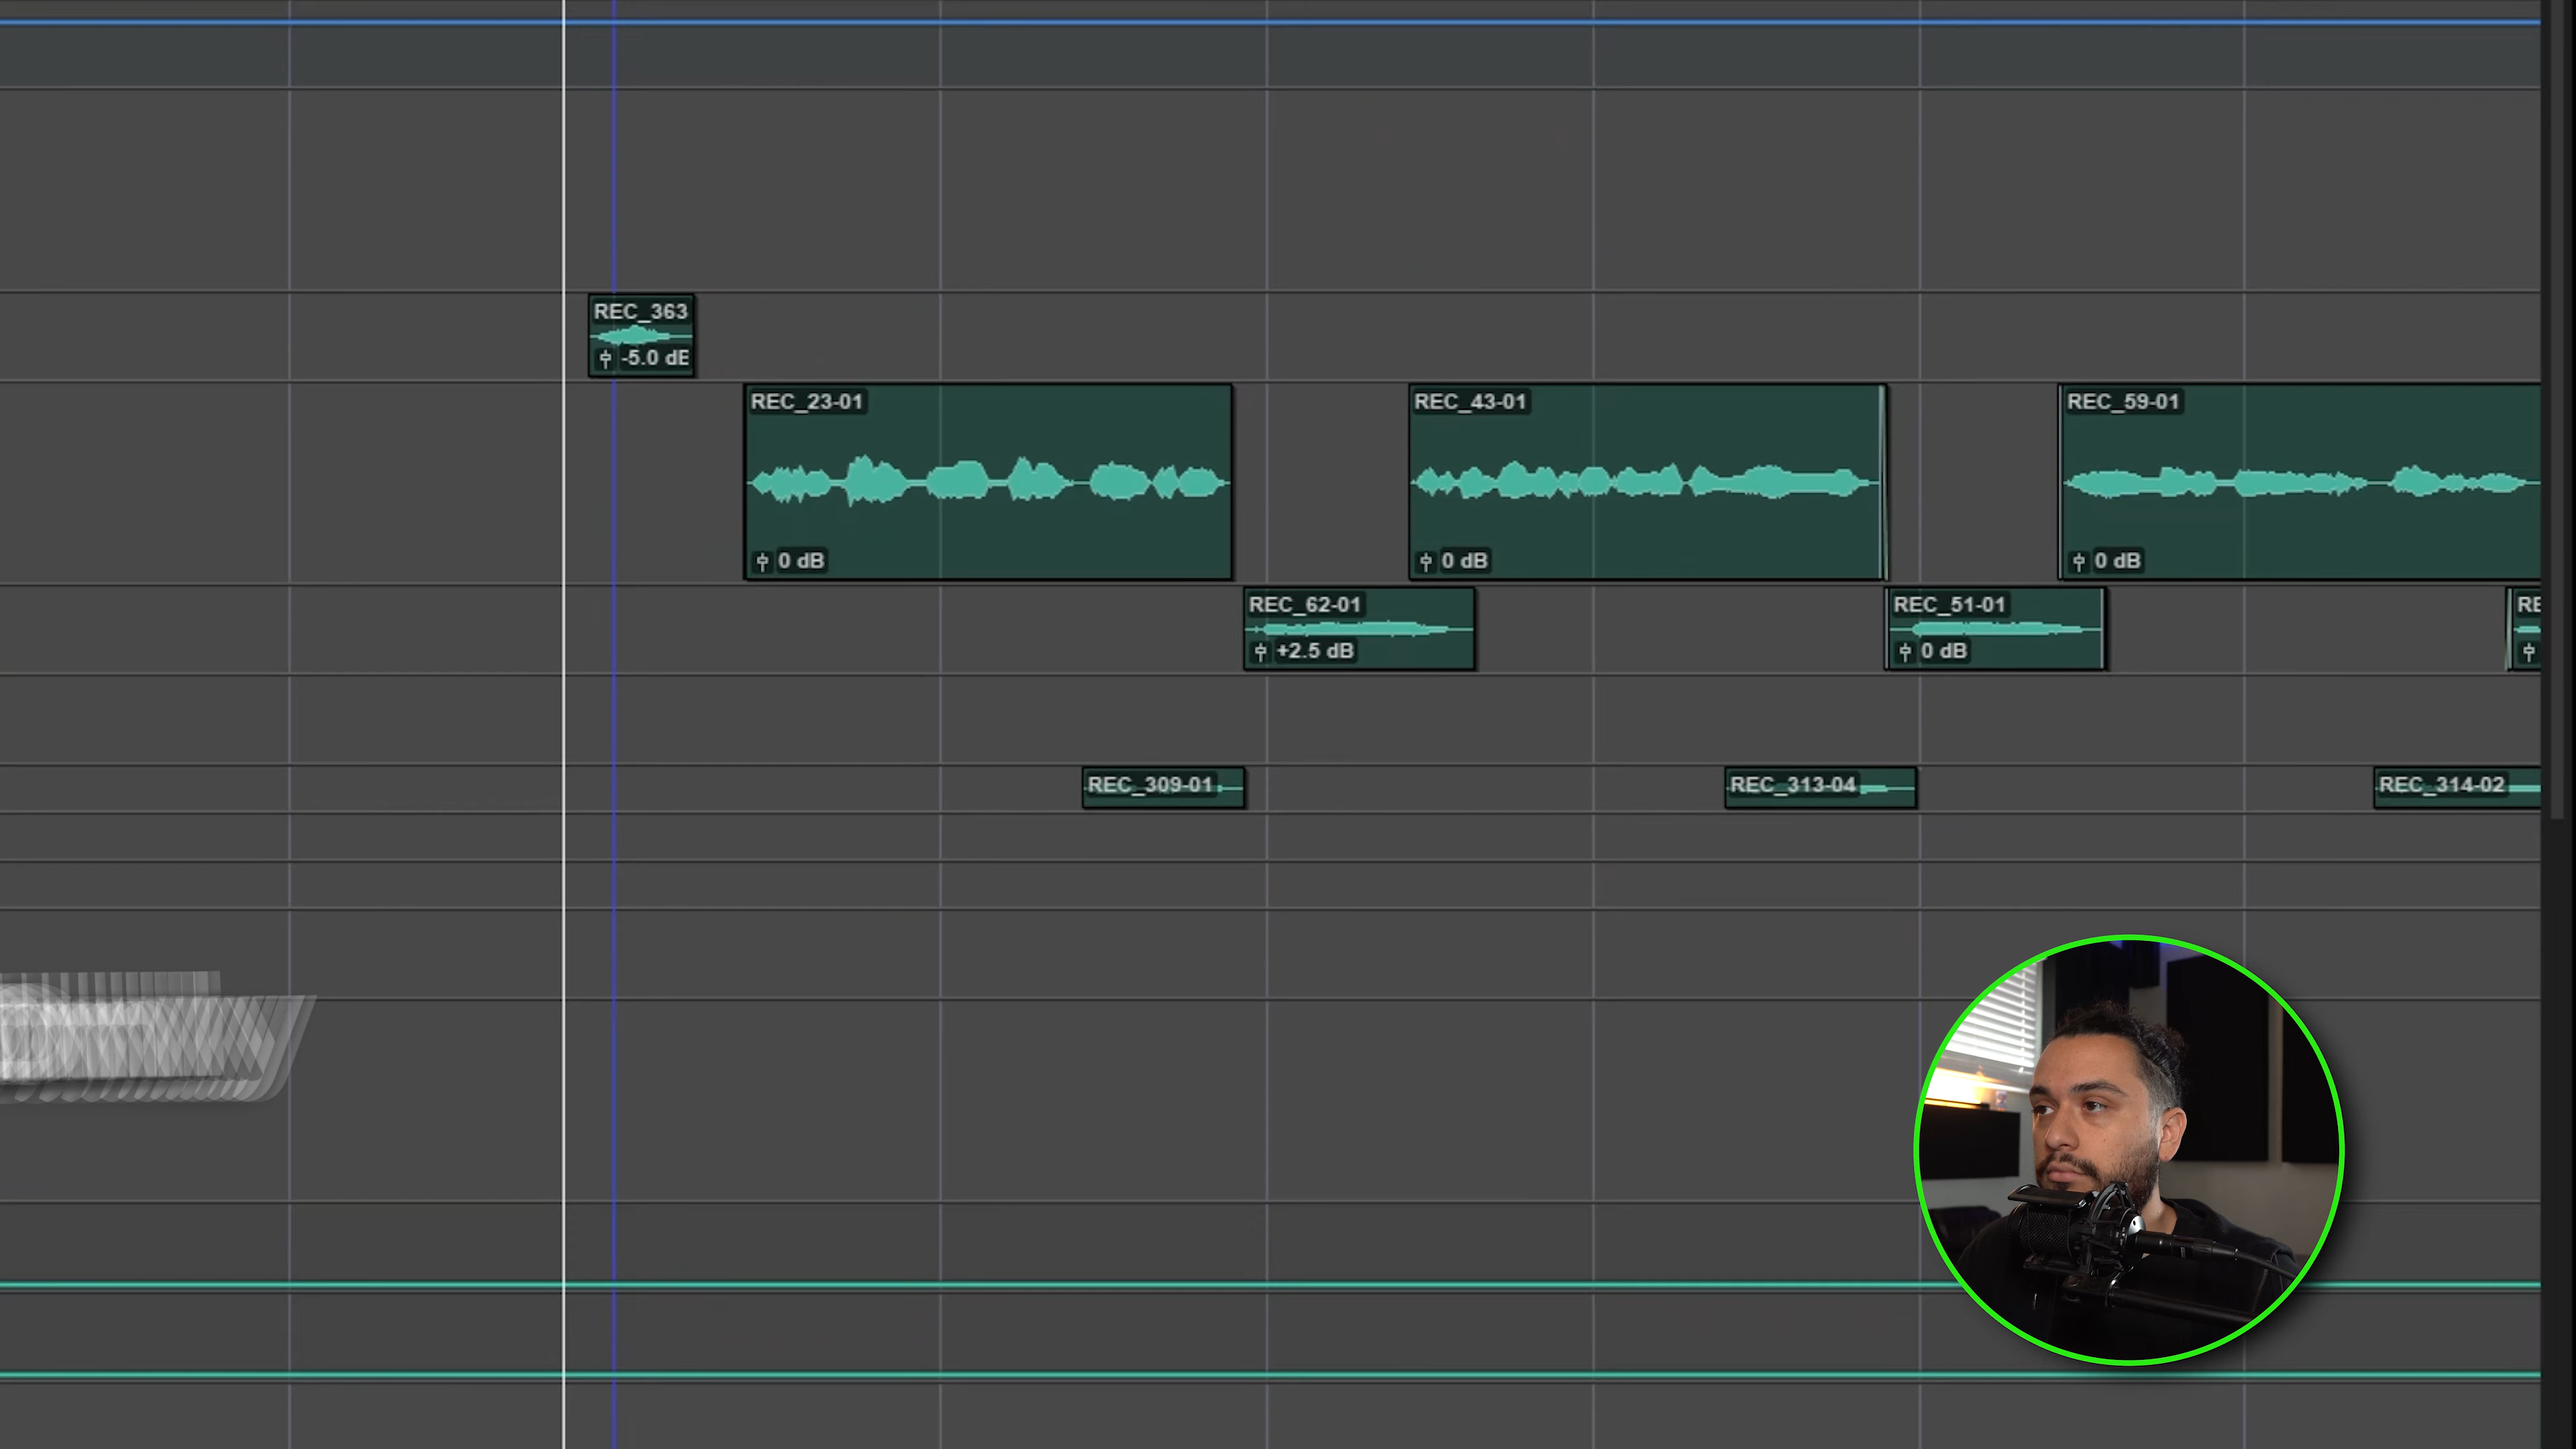 REC_363
-5.0 dE
REC_23-01
0 dB
REC_43-01
0 dB
REC_59-01
0 dB
REC_62-01
+2.5 dB
REC_51-01
0 dB
RE
REC_309-01
REC_313-04
REC_314-02